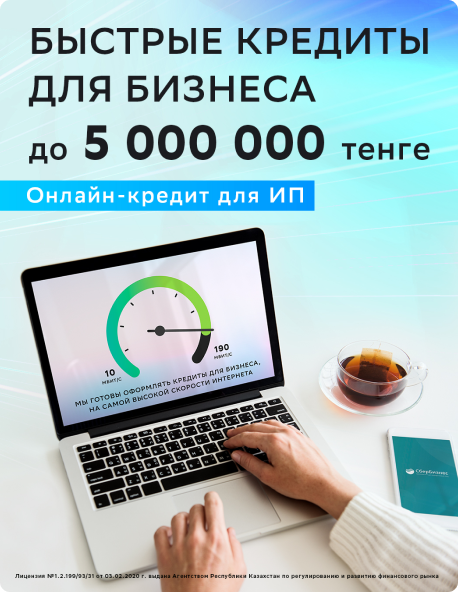 БЫСТРЫЕ КРЕДИТЫ
ДЛЯ БИЗНЕСА
до 5 000 000 тенге
Онлайн-кредит для ИП
10
МБИТ/С
190
МБИТ/С
МЫ ГОТОВЫ ОФОРМЛЯТЬ КРЕДИТЫ ДЛЯ БИЗНЕСА,
НА САМОЙ ВЫСОКОЙ СКОРОСТИ ИНТЕРНЕТА
СберБизнес
Лицензия №1.2.199/93/31 от 03.02.2020 г. выдана Агентством Республики Казахстан по регулированию и развитию финансового рынка